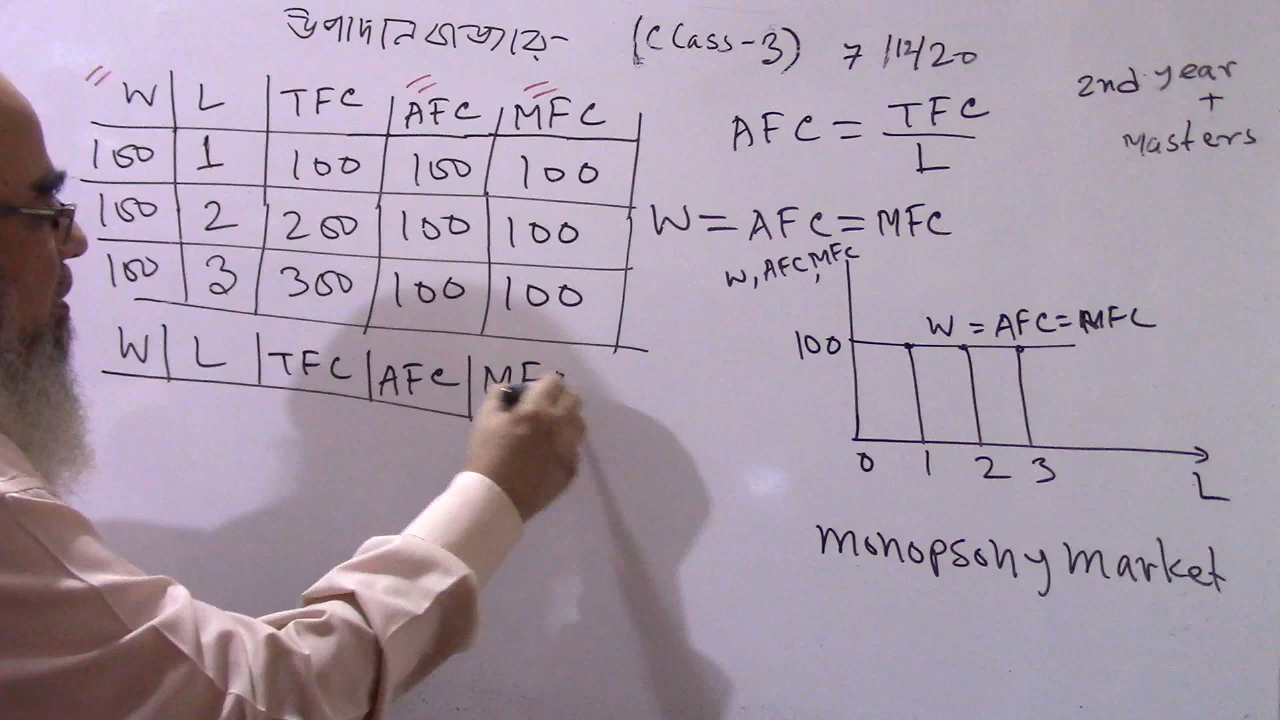 উপাদান বাজার- (Class-3) 7/12/20
2nd year
+
Masters
W L TFC AFC MFC
100 1 100 100 100
100 2 200 100 100
100 3 300 100 100
W L TFC AFC
AFC = TFC
L
W = AFC = MFC
W, AFC, MFC
100
W = AFC = MFC
0 1 2 3
L
monopsony market